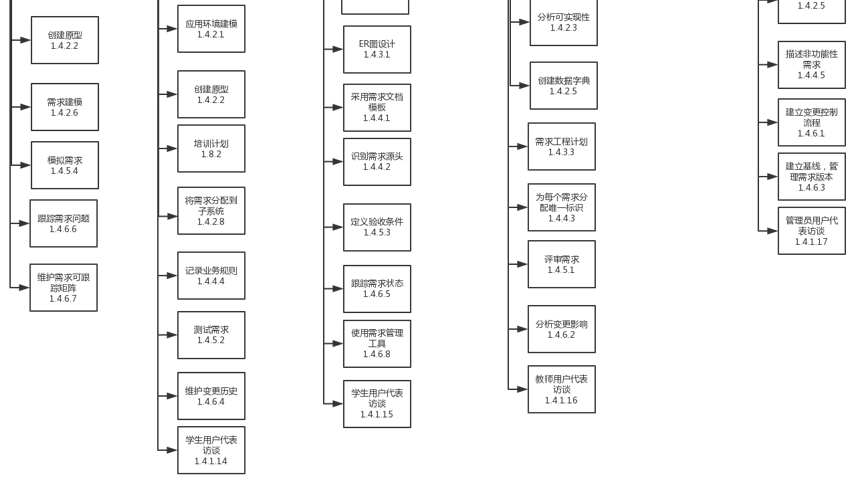 创建原型
1.4.2.2
需求建模
1.4.2.6
模拟需求
1.4.5.4
跟踪需求问题
1.4.6.6
维护需求可跟
踪矩阵
1.4.6.7
应用环境建模
1.4.2.1
创建原型
1.4.2.2
培训计划
1.8.2
将需求分配到
子系统
1.4.2.8
记录业务规则
1.4.4.4
测试需求
1.4.5.2
维护变更历史
1.4.6.4
学生用户代表
访谈
1.4.1.14
ER图设计
1.4.3.1
采用需求文档
模板
1.4.4.1
识别需求源头
1.4.4.2
定义验收条件
1.4.5.3
跟踪需求状态
1.4.6.5
使用需求管理
工具
1.4.6.8
学生用户代表
访谈
1.4.1.15
分析可实现性
1.4.2.3
创建数据字典
1.4.2.5
需求工程计划
1.4.3.3
为每个需求分
配唯一标识
1.4.4.3
评审需求
1.4.5.1
分析变更影响
1.4.6.2
教师用户代表
访谈
1.4.1.16
1.4.2.5
描述非功能性
需求
1.4.4.5
建立变更控制
流程
1.4.6.1
建立基线，管
理需求版本
1.4.6.3
管理员用户代
表访谈
1.4.1.17